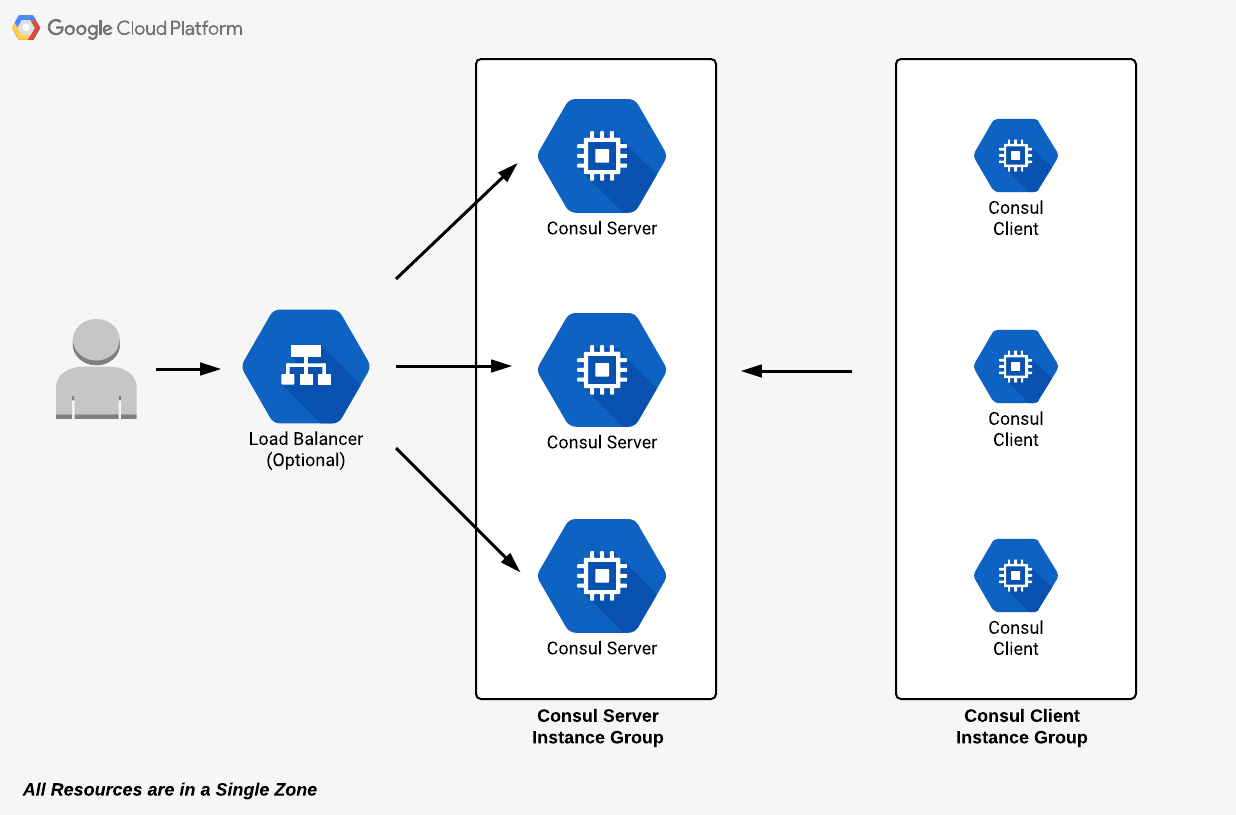 Google Cloud Platform
Consul Server
Consul
Client
Load Balancer
(Optional)
Consul Server
Consul
Client
Consul Server
Consul
Client
Consul Server
Instance Group
Consul Client
Instance Group
All Resources are in a Single Zone